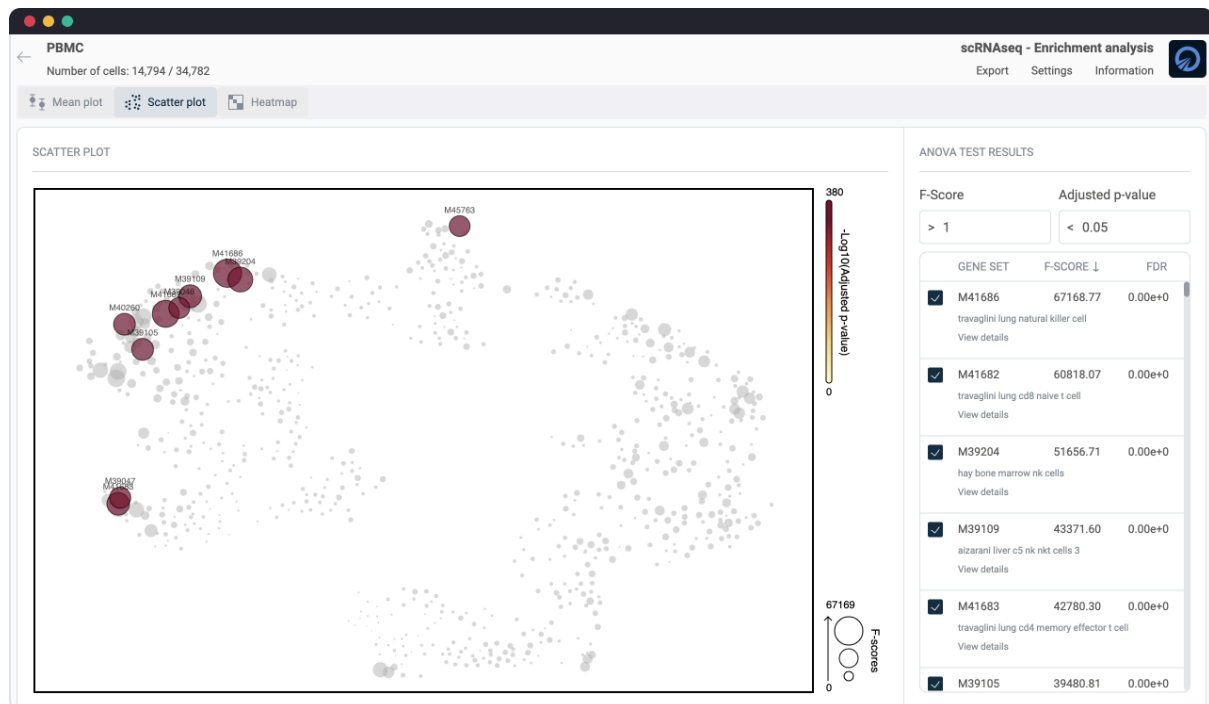 PBMC
scRNAseq - Enrichment analysis
Number of cells: 14,794 / 34,782
Export Settings Information
Mean plot Scatter plot Heatmap
SCATTER PLOT
ANOVA TEST RESULTS
380
-Log10(Adjusted p-value)
0
M45763
M41686
M39204
M39109
M39046
M40260
M39105
M39047
67169
F-scores
0
F-Score Adjusted p-value
> 1 < 0.05
GENE SET F-SCORE ↓ FDR
M41686 67168.77 0.00e+0
travaglini lung natural killer cell
View details
M41682 60818.07 0.00e+0
travaglini lung cd8 naive t cell
View details
M39204 51656.71 0.00e+0
hay bone marrow nk cells
View details
M39109 43371.60 0.00e+0
aizarani liver c5 nk nkt cells 3
View details
M41683 42780.30 0.00e+0
travaglini lung cd4 memory effector t cell
View details
M39105 39480.81 0.00e+0